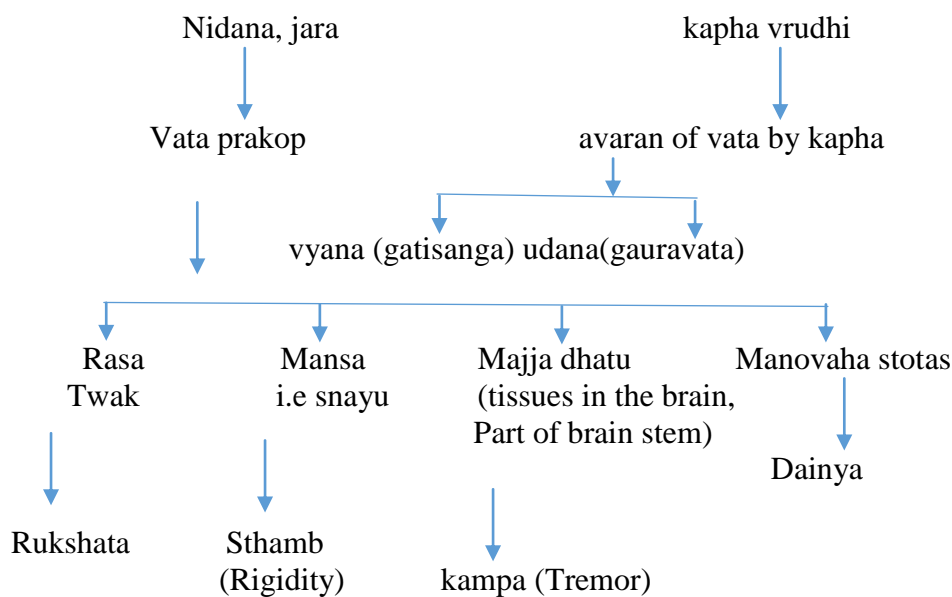 Nidana, jara
kapha vrudhi
Vata prakop
avaran of vata by kapha
vyana (gatisanga) udana(gauravata)
Rasa
Twak
Mansa
i.e snayu
Majja dhatu
(tissues in the brain,
Part of brain stem)
Manovaha stotas
Dainya
Rukshata
Sthamb
(Rigidity)
kampa (Tremor)